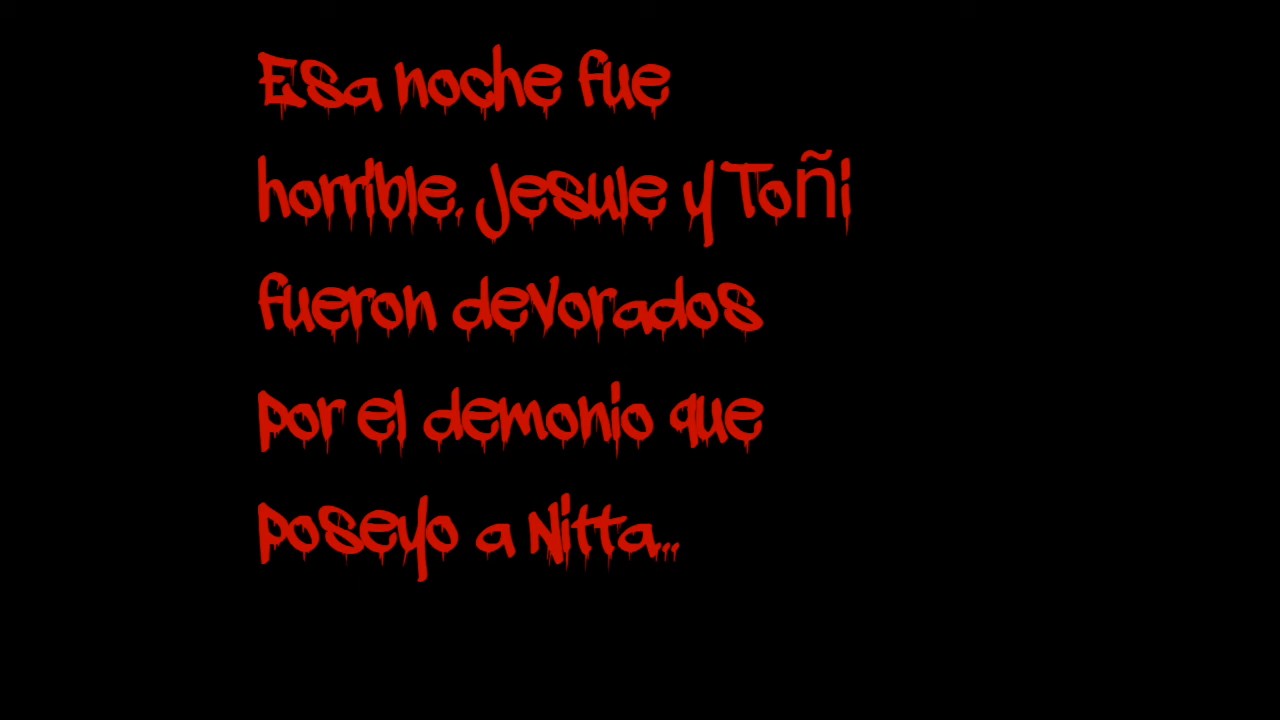 Esa noche fue
horrible. Jesule y Toñi
fueron devorados
por el demonio que
poseyo a Nitta...